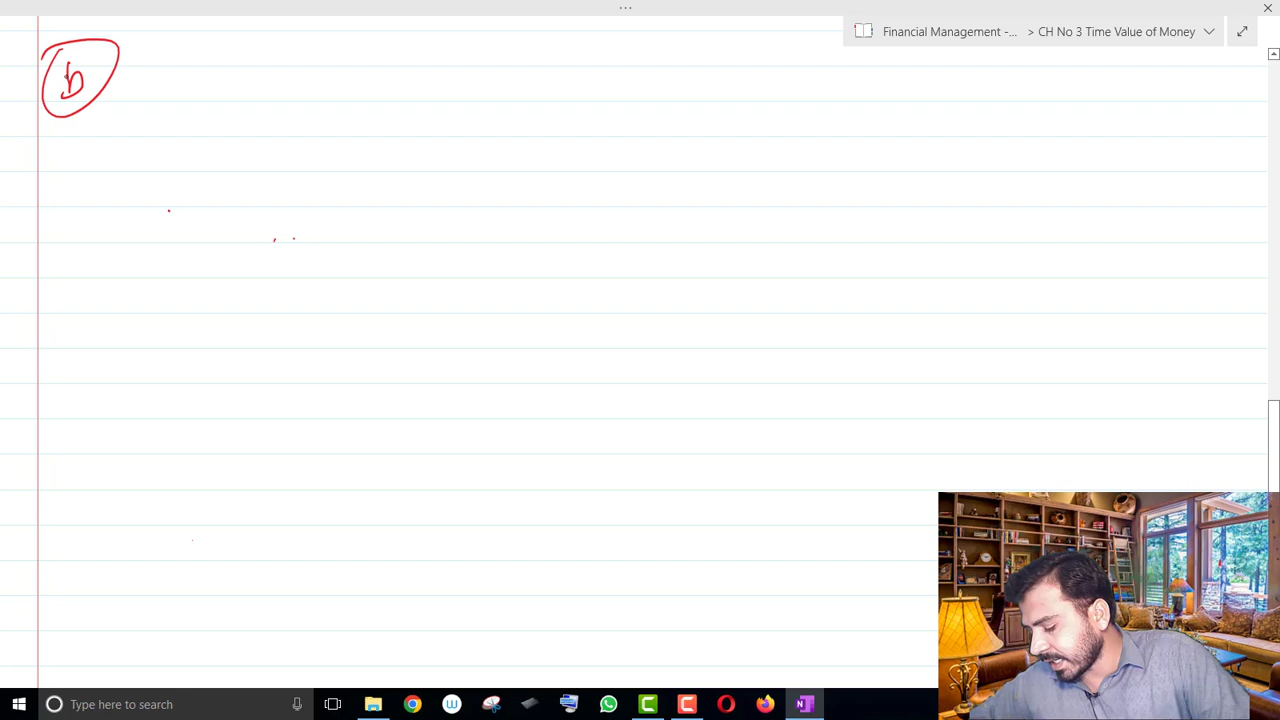 Financial Management -... > CH No 3 Time Value of Money
b
Type here to search